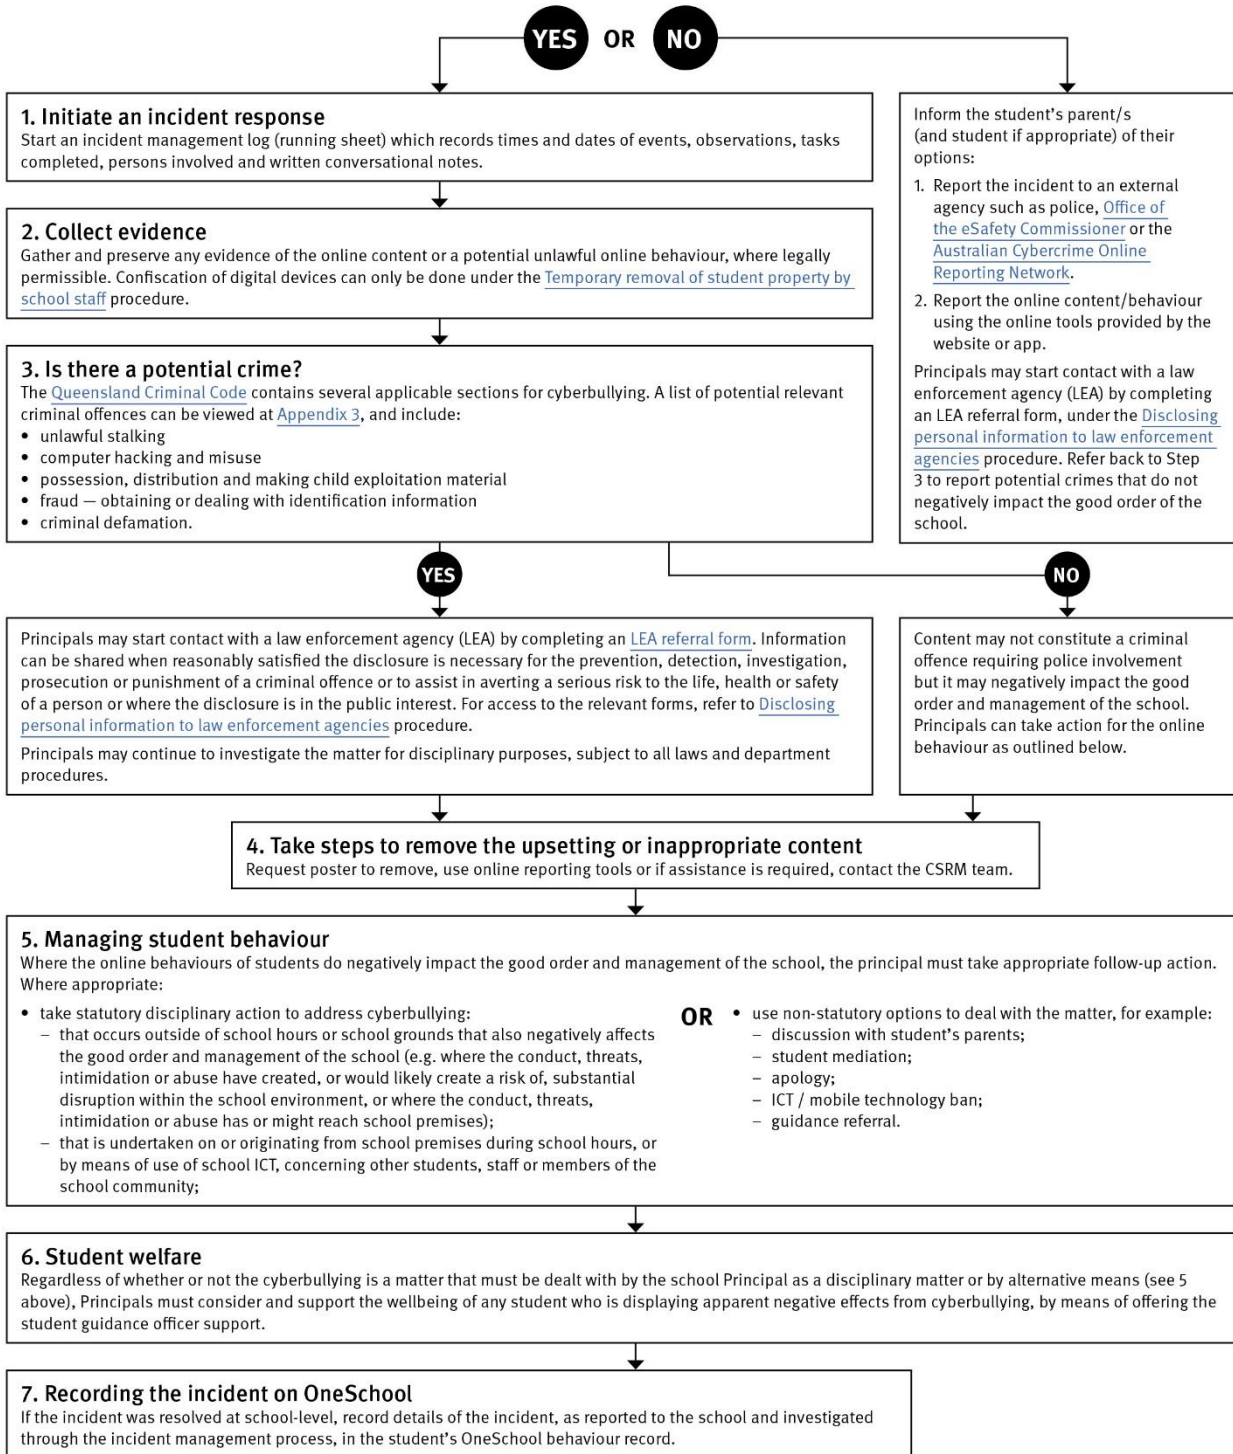 YES OR NO
1. Initiate an incident response
Start an incident management log (running sheet) which records times and dates of events, observations, tasks
completed, persons involved and written conversational notes.
2. Collect evidence
Gather and preserve any evidence of the online content or a potential unlawful online behaviour, where legally
permissible. Confiscation of digital devices can only be done under the Temporary removal of student property by
school staff procedure.
3. Is there a potential crime?
The Queensland Criminal Code contains several applicable sections for cyberbullying. A list of potential relevant
criminal offences can be viewed at Appendix 3, and include:
• unlawful stalking
• computer hacking and misuse
• possession, distribution and making child exploitation material
• fraud — obtaining or dealing with identification information
• criminal defamation.
Inform the student's parent/s
(and student if appropriate) of their
options:
1. Report the incident to an external
agency such as police, Office of
the eSafety Commissioner or the
Australian Cybercrime Online
Reporting Network.
2. Report the online content/behaviour
using the online tools provided by the
website or app.
Principals may start contact with a law
enforcement agency (LEA) by completing
an LEA referral form, under the Disclosing
personal information to law enforcement
agencies procedure. Refer back to Step
3 to report potential crimes that do not
negatively impact the good order of the
school.
YES
NO
Principals may start contact with a law enforcement agency (LEA) by completing an LEA referral form. Information
can be shared when reasonably satisfied the disclosure is necessary for the prevention, detection, investigation,
prosecution or punishment of a criminal offence or to assist in averting a serious risk to the life, health or safety
of a person or where the disclosure is in the public interest. For access to the relevant forms, refer to Disclosing
personal information to law enforcement agencies procedure.
Principals may continue to investigate the matter for disciplinary purposes, subject to all laws and department
procedures.
Content may not constitute a criminal
offence requiring police involvement
but it may negatively impact the good
order and management of the school.
Principals can take action for the online
behaviour as outlined below.
4. Take steps to remove the upsetting or inappropriate content
Request poster to remove, use online reporting tools or if assistance is required, contact the CSRM team.
5. Managing student behaviour
Where the online behaviours of students do negatively impact the good order and management of the school, the principal must take appropriate follow-up action.
Where appropriate:
• take statutory disciplinary action to address cyberbullying:
– that occurs outside of school hours or school grounds that also negatively affects
the good order and management of the school (e.g. where the conduct, threats,
intimidation or abuse have created, or would likely create a risk of, substantial
disruption within the school environment, or where the conduct, threats,
intimidation or abuse has or might reach school premises);
– that is undertaken on or originating from school premises during school hours, or
by means of use of school ICT, concerning other students, staff or members of the
school community;
OR
• use non-statutory options to deal with the matter, for example:
– discussion with student's parents;
– student mediation;
– apology;
– ICT / mobile technology ban;
– guidance referral.
6. Student welfare
Regardless of whether or not the cyberbullying is a matter that must be dealt with by the school Principal as a disciplinary matter or by alternative means (see 5
above), Principals must consider and support the wellbeing of any student who is displaying apparent negative effects from cyberbullying, by means of offering the
student guidance officer support.
7. Recording the incident on OneSchool
If the incident was resolved at school-level, record details of the incident, as reported to the school and investigated
through the incident management process, in the student's OneSchool behaviour record.